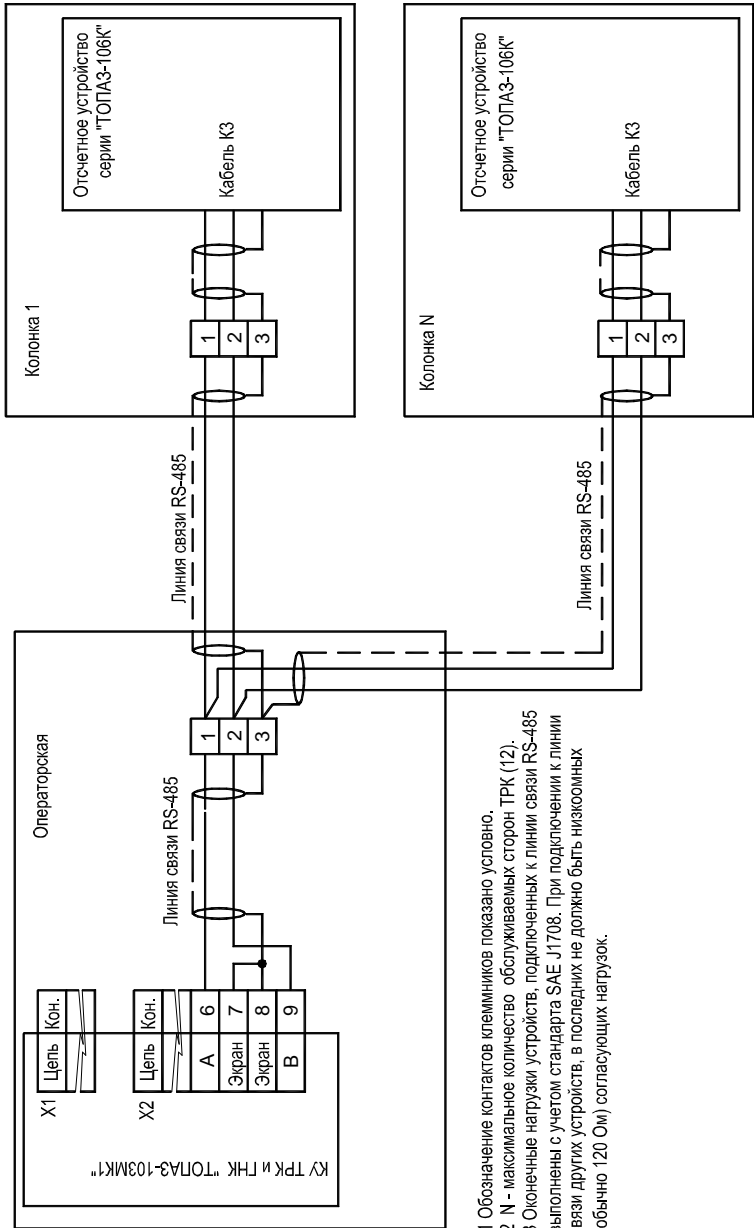 Операторская
КУ ТРК и ГНК "ТОПАЗ-103МК1"
X1
Цепь Кон.
X2
Цепь Кон.
А 6
Экран 7
Экран 8
В 9
Линия связи RS-485
1
2
3
Линия связи RS-485
Колонка 1
1
2
3
Отсчетное устройство
серии "ТОПАЗ-106К"
Кабель К3
Линия связи RS-485
Колонка N
1
2
3
Отсчетное устройство
серии "ТОПАЗ-106К"
Кабель К3
1 Обозначение контактов клеммников показано условно.
2 N - максимальное количество обслуживаемых сторон ТРК (12).
3 Оконечные нагрузки устройств, подключенных к линии связи RS-485
выполнены с учетом стандарта SAE J1708. При подключении к линии
связи других устройств, в последних не должно быть низкоомных
обычно 120 Ом) согласующих нагрузок.